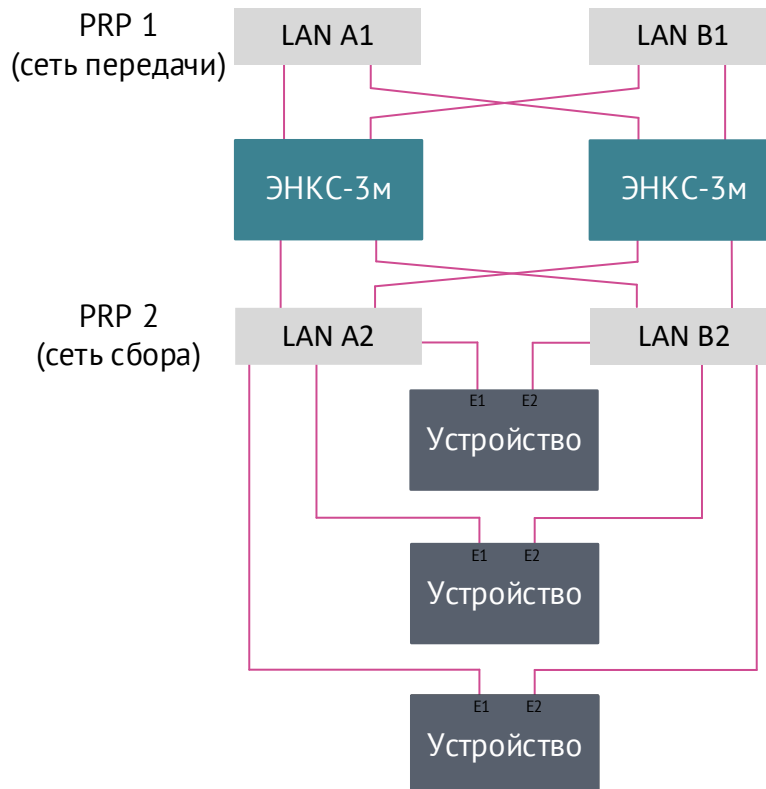 PRP 1
(сеть передачи)
LAN A1
LAN B1
ЭНКС-3м
ЭНКС-3м
PRP 2
(сеть сбора)
LAN A2
LAN B2
E1
E2
Устройство
E1
E2
Устройство
E1
E2
Устройство